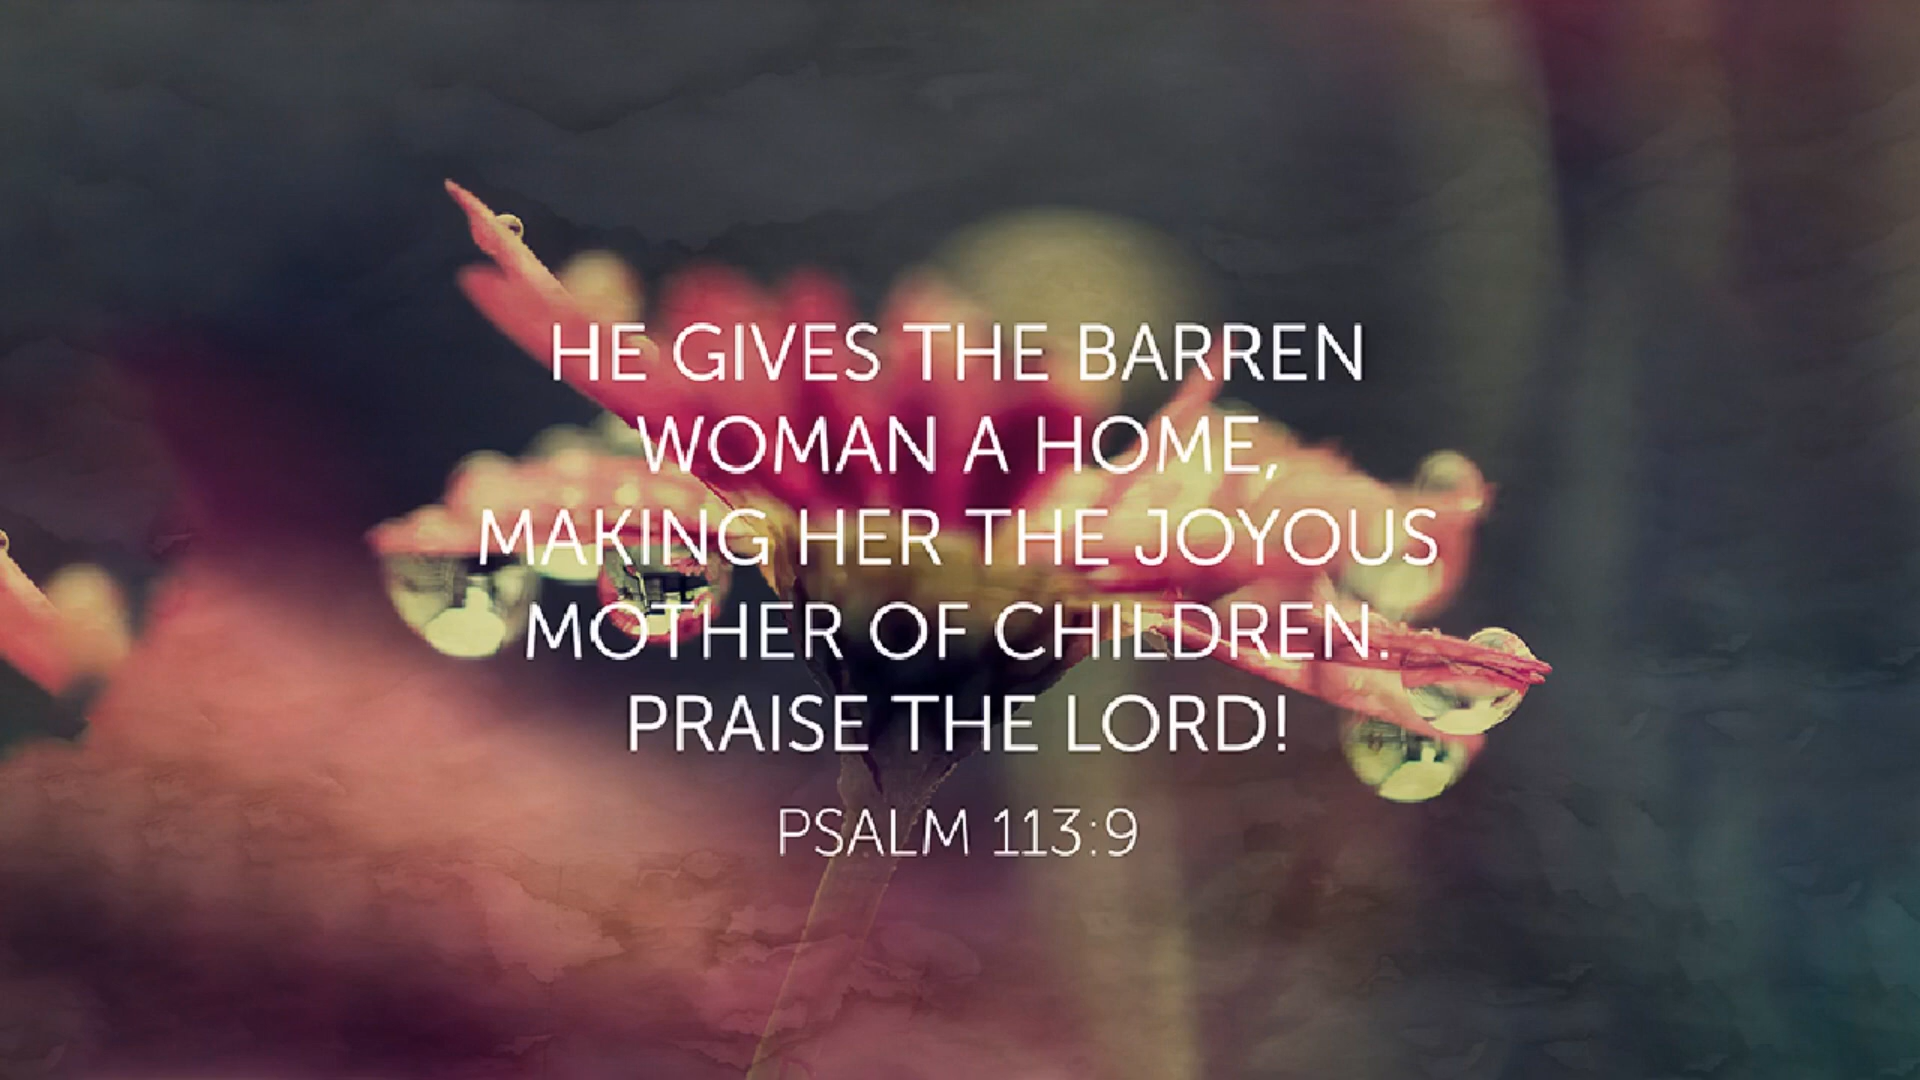 HE GIVES THE BARREN
WOMAN A HOME,
MAKING HER THE JOYOUS
MOTHER OF CHILDREN.
PRAISE THE LORD!
PSALM 113:9